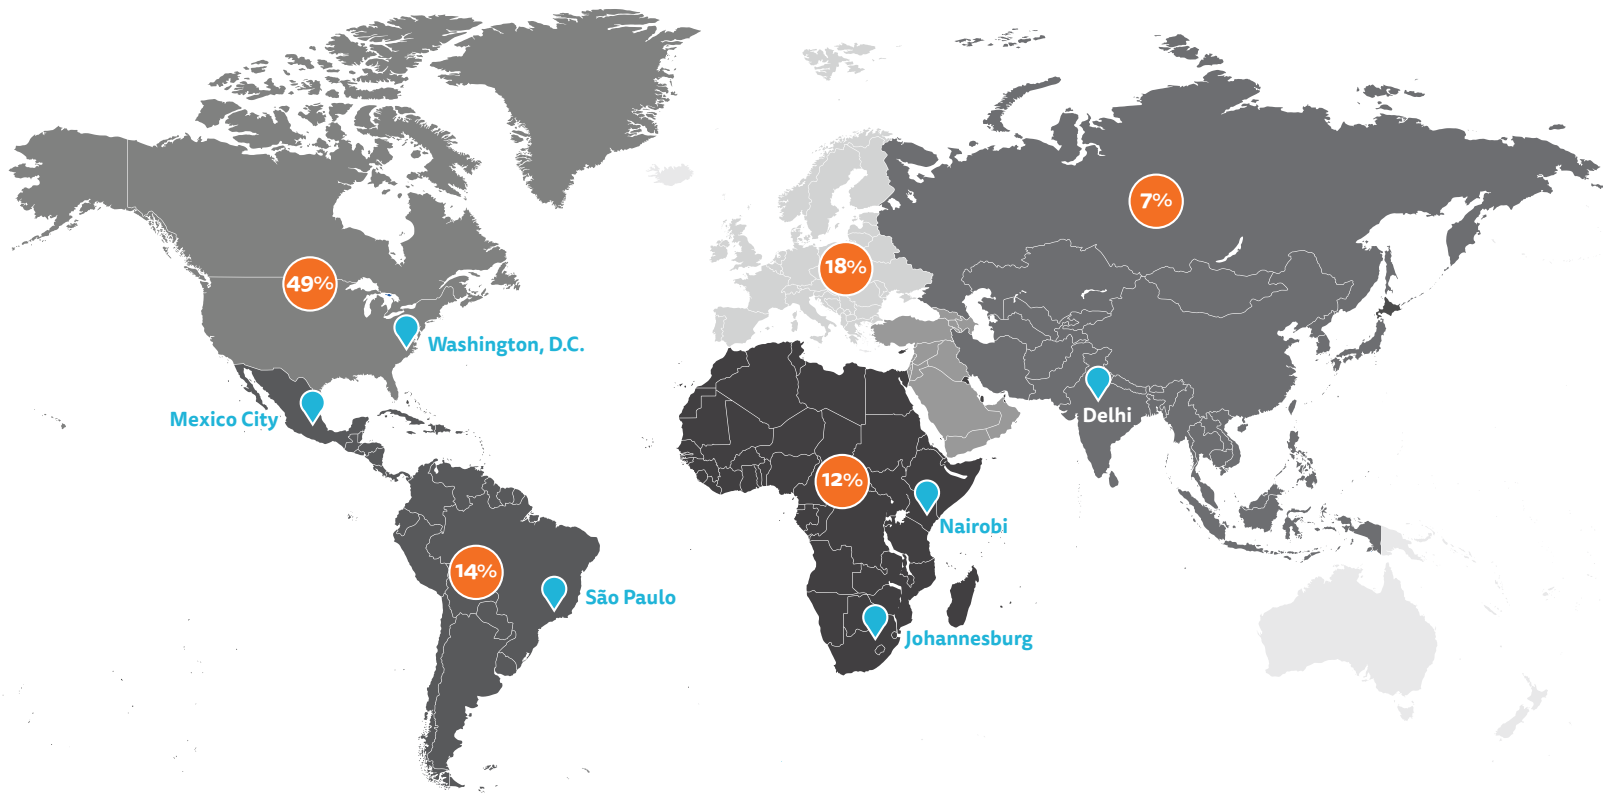 7%
18%
49%
Washington, D.C.
Mexico City
Delhi
12%
Nairobi
14%
São Paulo
Johannesburg